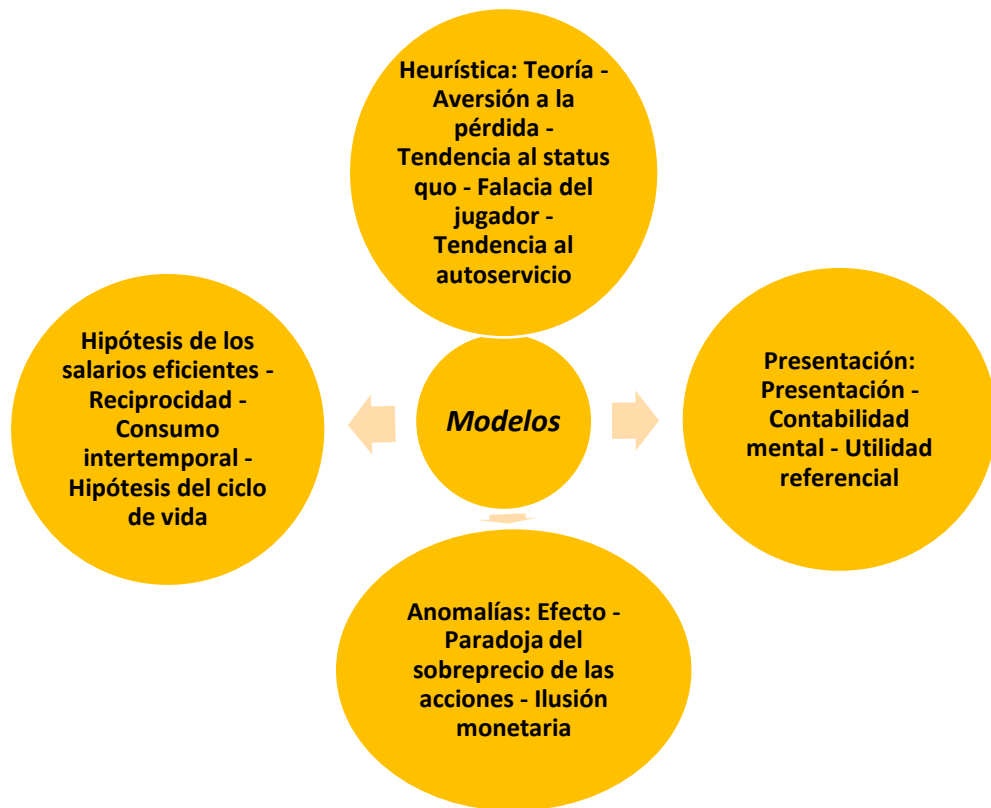 Heurística: Teoría -
Aversión a la
pérdida -
Tendencia al status
quo - Falacia del
jugador -
Tendencia al
autoservicio
Hipótesis de los
salarios eficientes -
Reciprocidad -
Consumo
intertemporal -
Hipótesis del ciclo
de vida
Modelos
Presentación:
Presentación -
Contabilidad
mental - Utilidad
referencial
Anomalías: Efecto -
Paradoja del
sobreprecio de las
acciones - Ilusión
monetaria